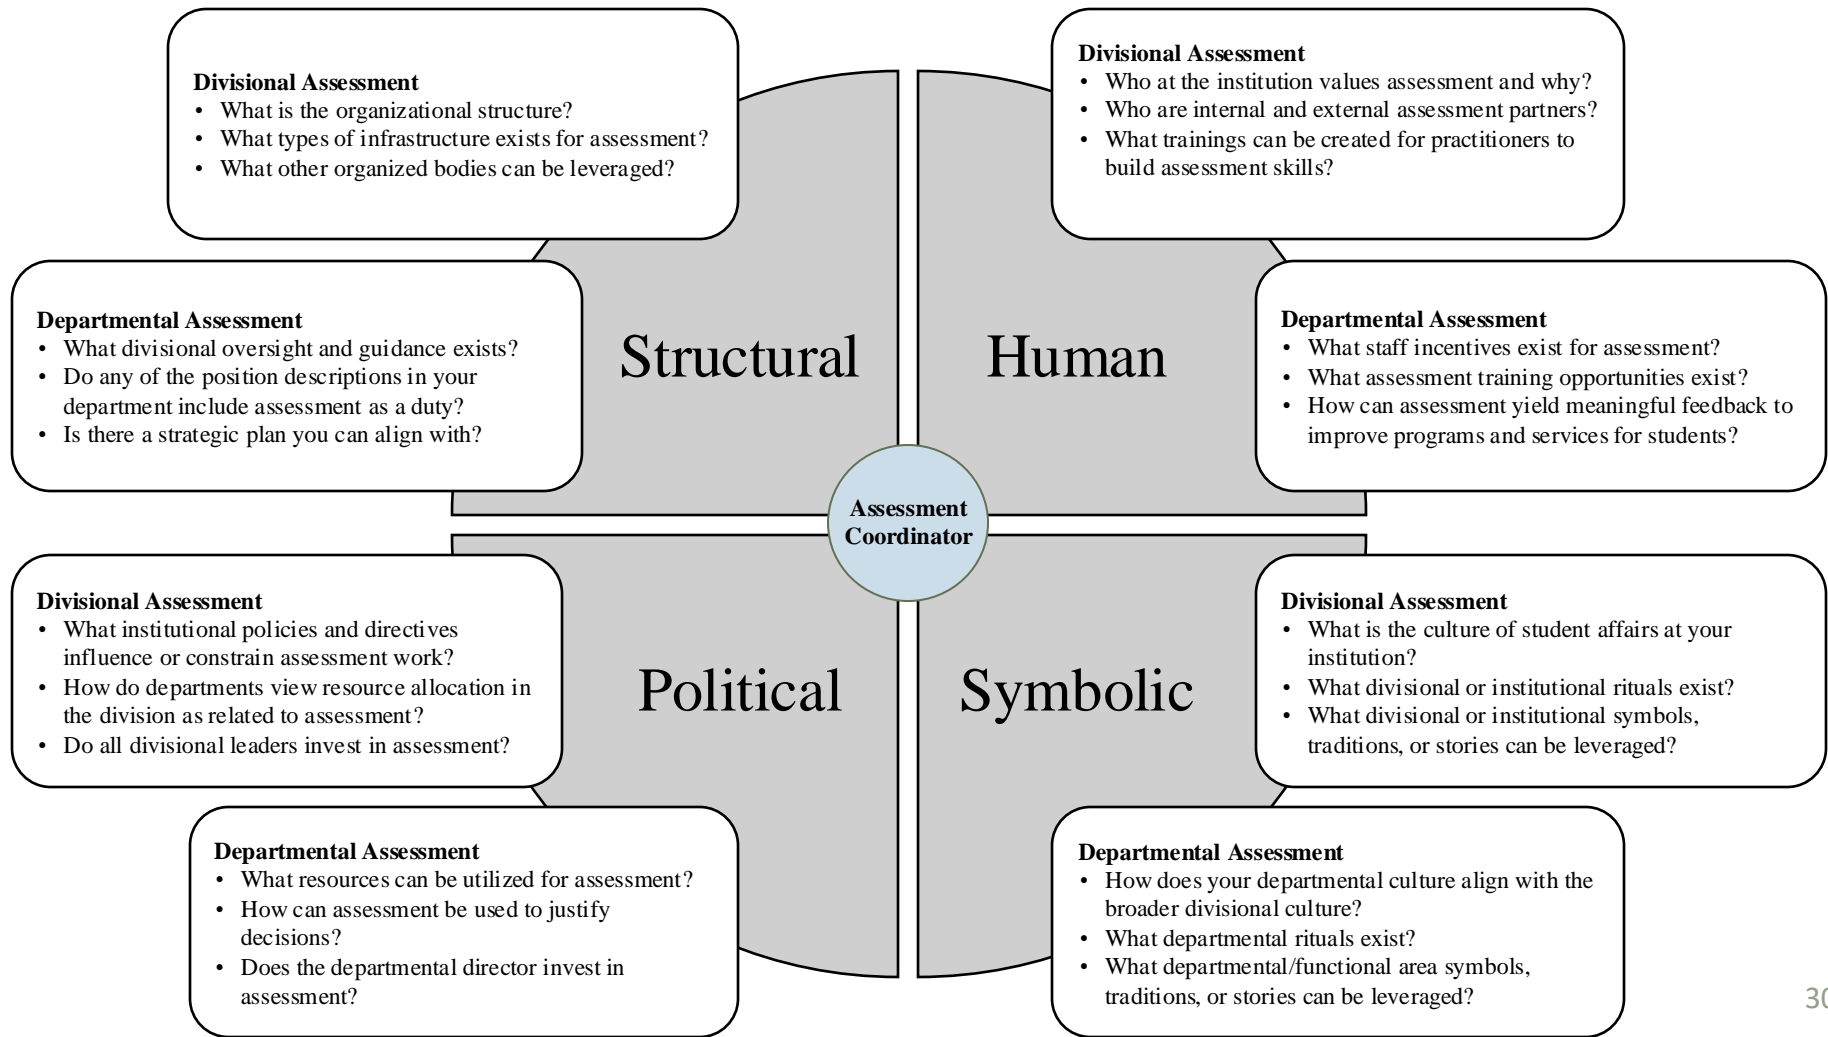 Divisional Assessment
• What is the organizational structure?
• What types of infrastructure exists for assessment?
• What other organized bodies can be leveraged?
Divisional Assessment
• Who at the institution values assessment and why?
• Who are internal and external assessment partners?
• What trainings can be created for practitioners to
build assessment skills?
Departmental Assessment
• What divisional oversight and guidance exists?
• Do any of the position descriptions in your
department include assessment as a duty?
• Is there a strategic plan you can align with?
Structural
Human
Departmental Assessment
• What staff incentives exist for assessment?
• What assessment training opportunities exist?
• How can assessment yield meaningful feedback to
improve programs and services for students?
Assessment
Coordinator
Divisional Assessment
• What institutional policies and directives
influence or constrain assessment work?
• How do departments view resource allocation in
the division as related to assessment?
• Do all divisional leaders invest in assessment?
Political
Symbolic
Divisional Assessment
• What is the culture of student affairs at your
institution?
• What divisional or institutional rituals exist?
• What divisional or institutional symbols,
traditions, or stories can be leveraged?
Departmental Assessment
• What resources can be utilized for assessment?
• How can assessment be used to justify
decisions?
• Does the departmental director invest in
assessment?
Departmental Assessment
• How does your departmental culture align with the
broader divisional culture?
• What departmental rituals exist?
• What departmental/functional area symbols,
traditions, or stories can be leveraged?
30